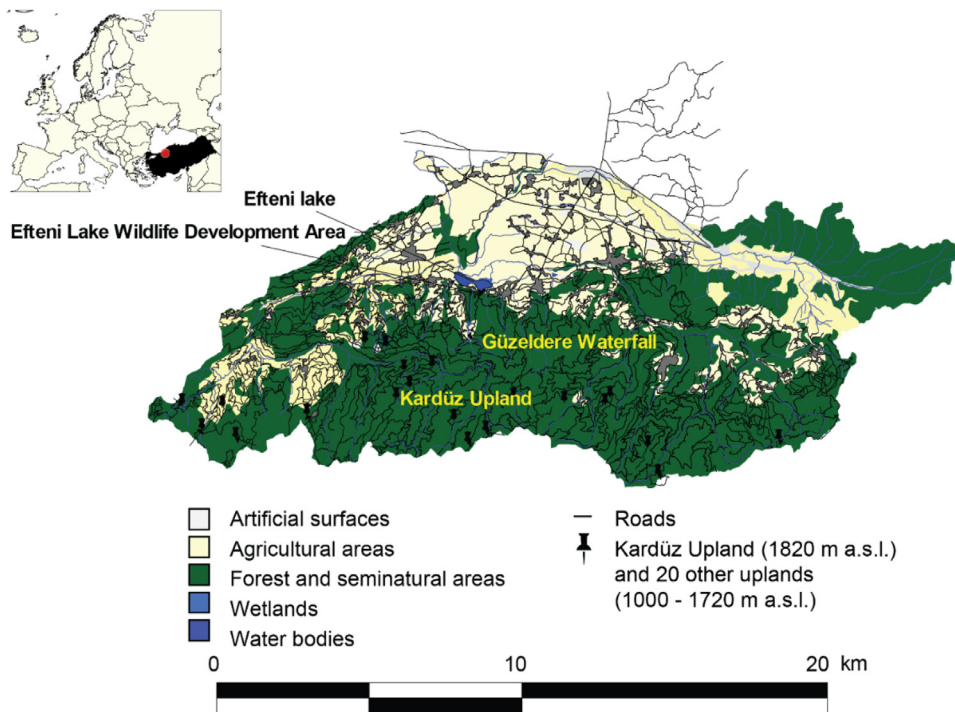 Efteni lake
Efteni Lake Wildlife Development Area
Güzeldere Waterfall
Kardüz Upland
Artificial surfaces
Agricultural areas
Forest and seminatural areas
Wetlands
Water bodies
Roads
Kardüz Upland (1820 m a.s.l.)
and 20 other uplands
(1000 - 1720 m a.s.l.)
0 10 20 km